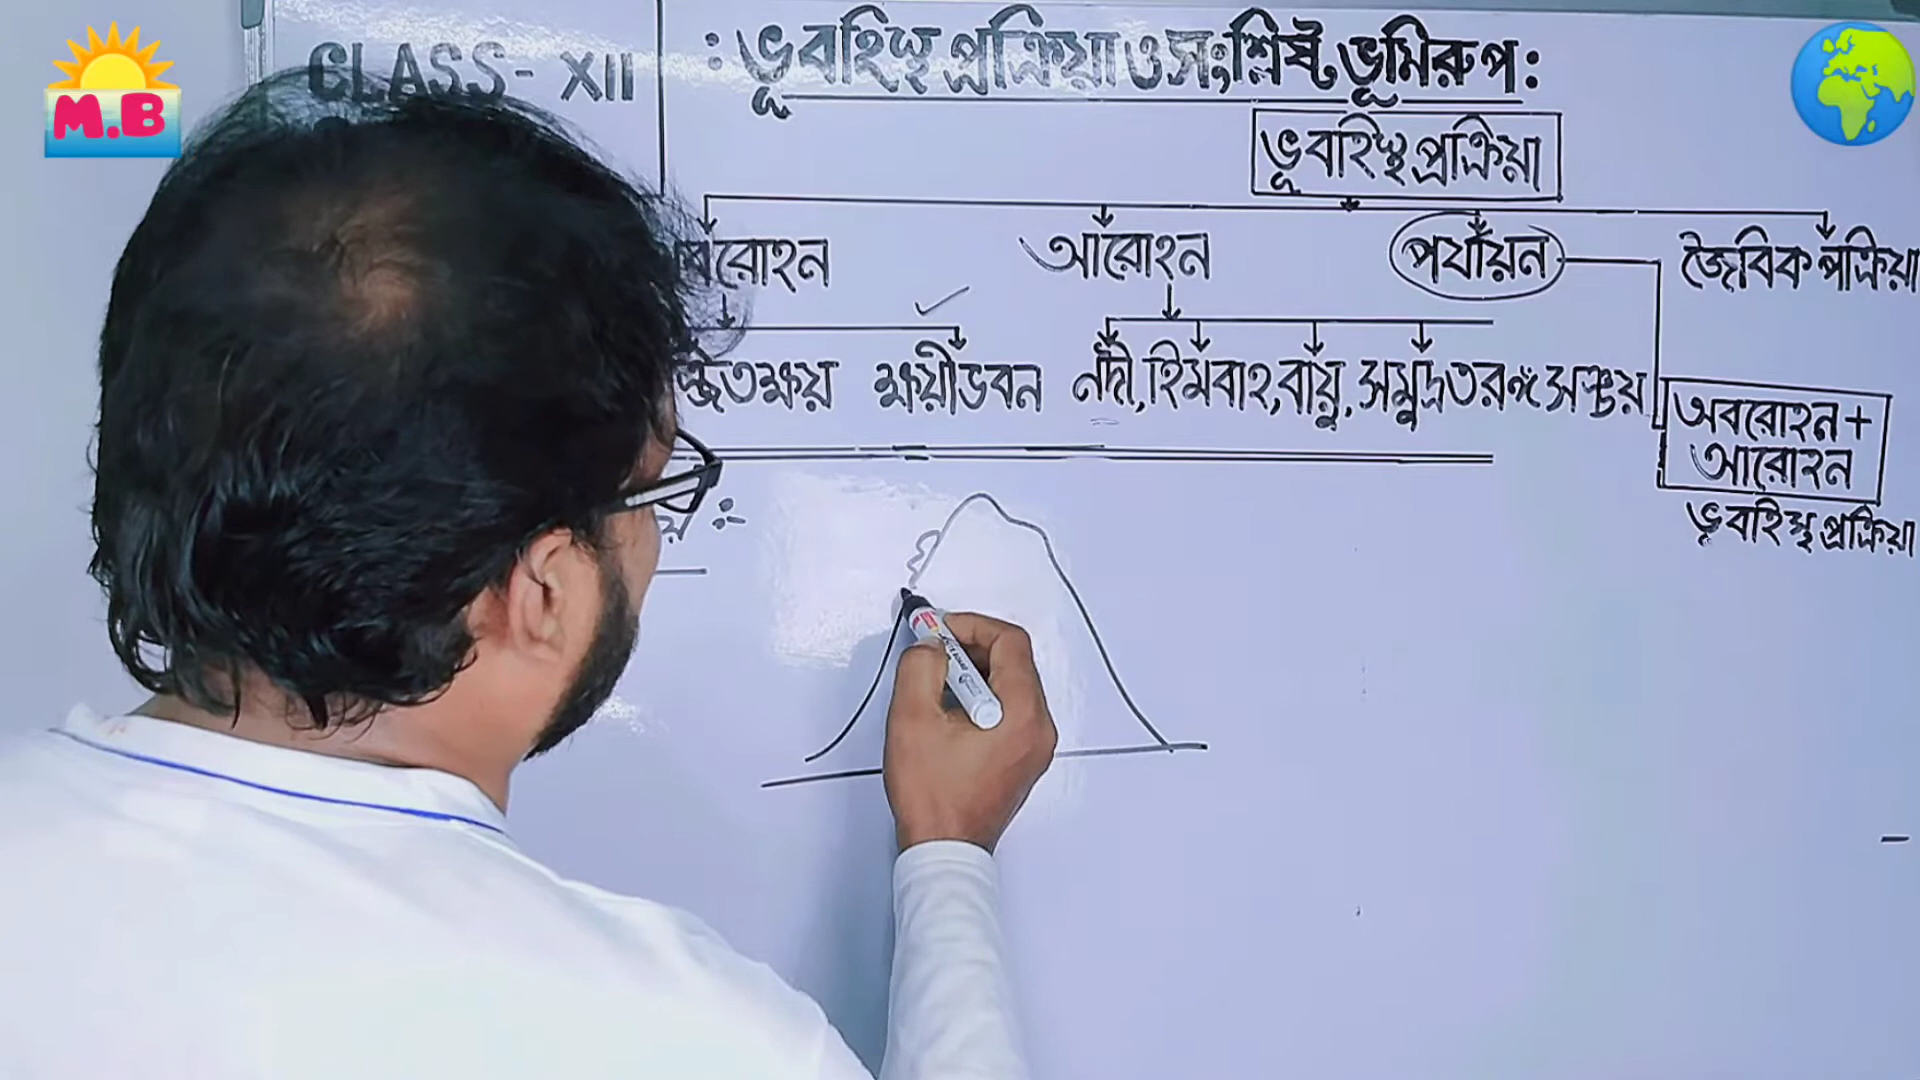 M.B
CLASS- XII
: ভূবহিস্থ প্রক্রিয়া ও সংশ্লিষ্ট ভূমিরুপ :
ভূবহিস্থ প্রক্রিয়া
আরোহন পর্যায়ন জৈবিক প্রক্রিয়া
ক্ষয়ীভবন নদী, হিমবাহ, বায়ু, সমুদ্রতরঙ্গ সঞ্চয়
অবরোহন +
আরোহন
ভূবহিস্থ প্রক্রিয়া